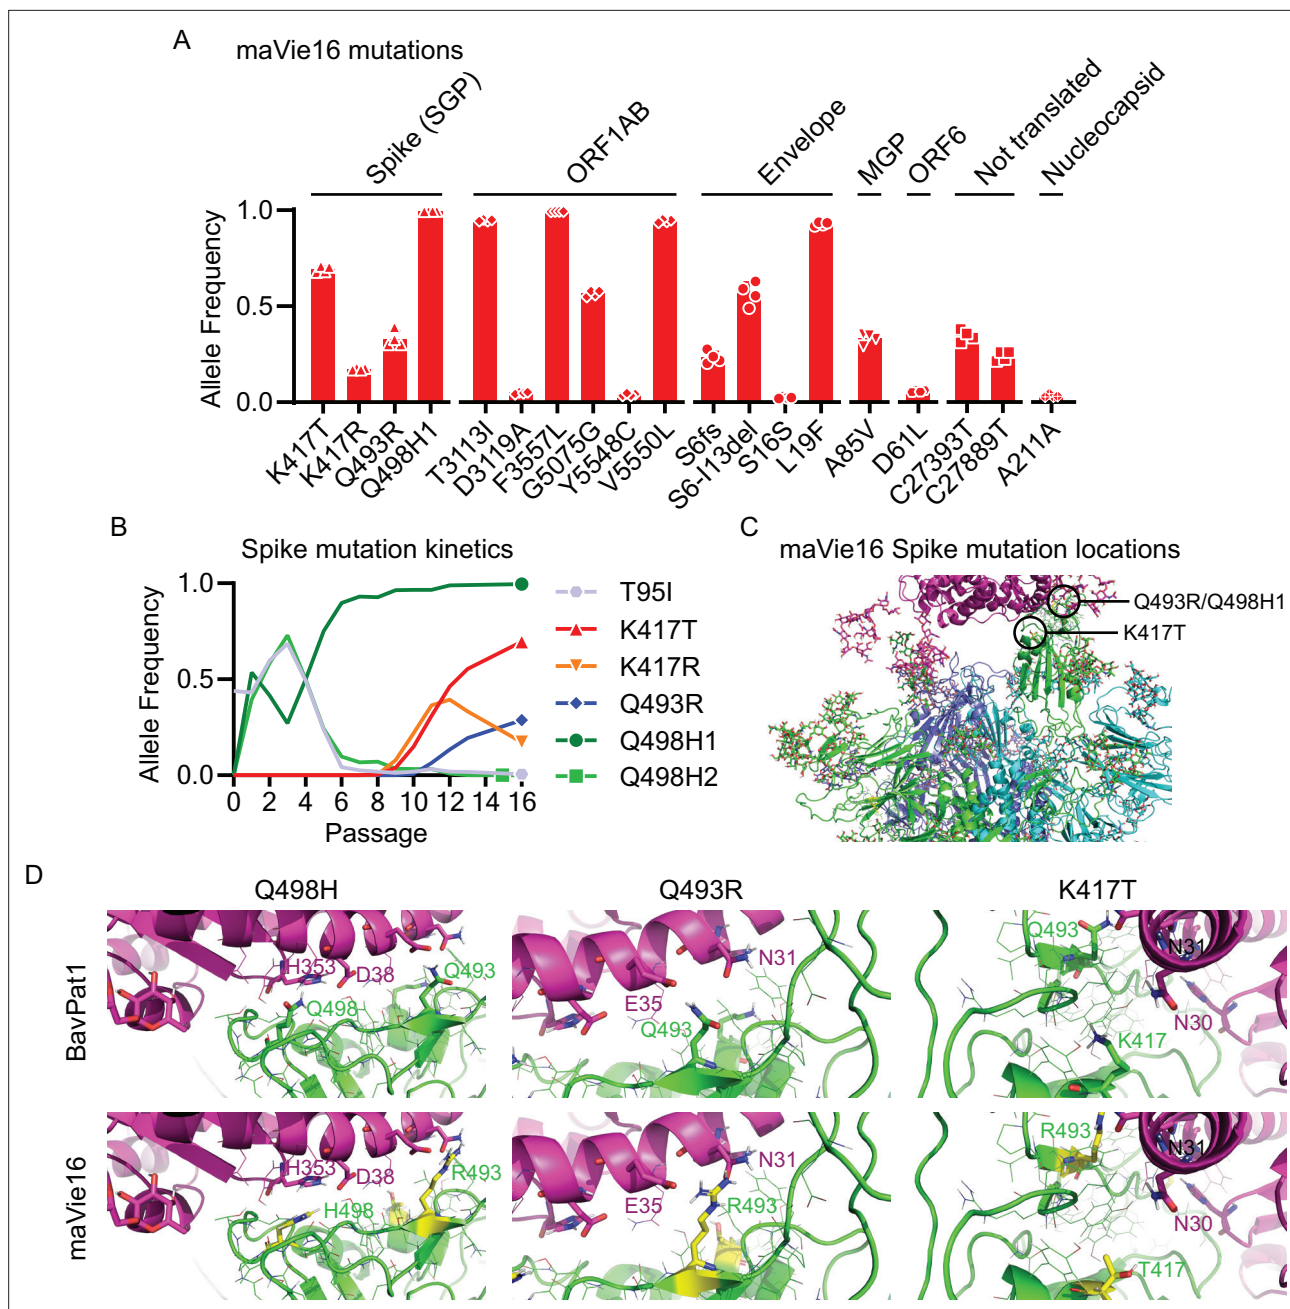 A
maVie16 mutations
Spike (SGP)
ORF1AB
Envelope
MGP
ORF6
Not translated
Nucleocapsid
Allele Frequency
1.0
0.5
0.0
K417T
K417R
Q493R
Q498H1
T3113I
D3119A
F3557L
G5075G
Y5548C
V5550L
S6fs
S6-I13del
S16S
L19F
A85V
D61L
C27393T
C27889T
A211A
B
Spike mutation kinetics
Allele Frequency
1.0
0.5
0.0
0 2 4 6 8 10 12 14 16
Passage
T95I
K417T
K417R
Q493R
Q498H1
Q498H2
C
maVie16 Spike mutation locations
Q493R/Q498H1
K417T
D
Q498H
Q493R
K417T
BavPat1
H353
D38
Q493
Q498
N31
E35
Q493
Q493
N31
N30
K417
maVie16
H353
D38
R493
H498
N31
E35
R493
R493
N31
N30
T417